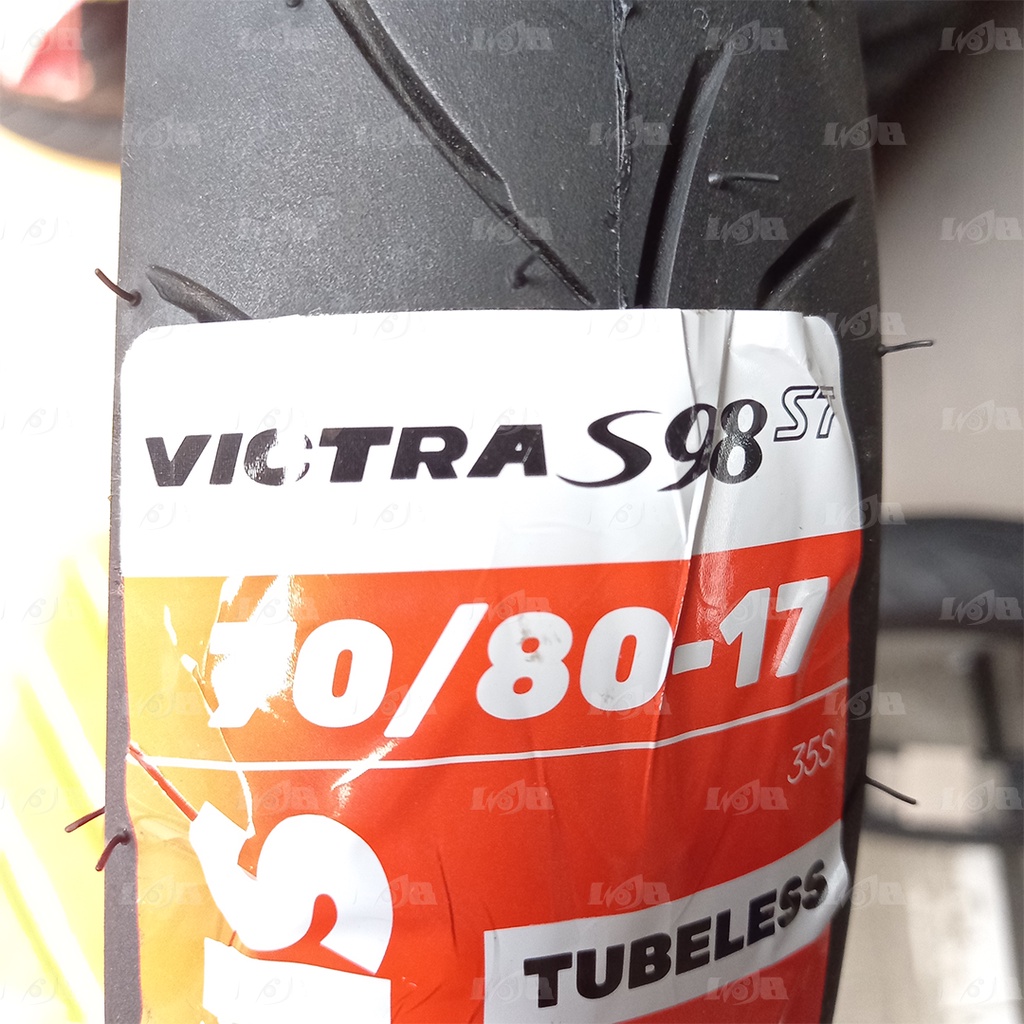 VICTRA S98 ST
70/80-17
35S
TUBELESS